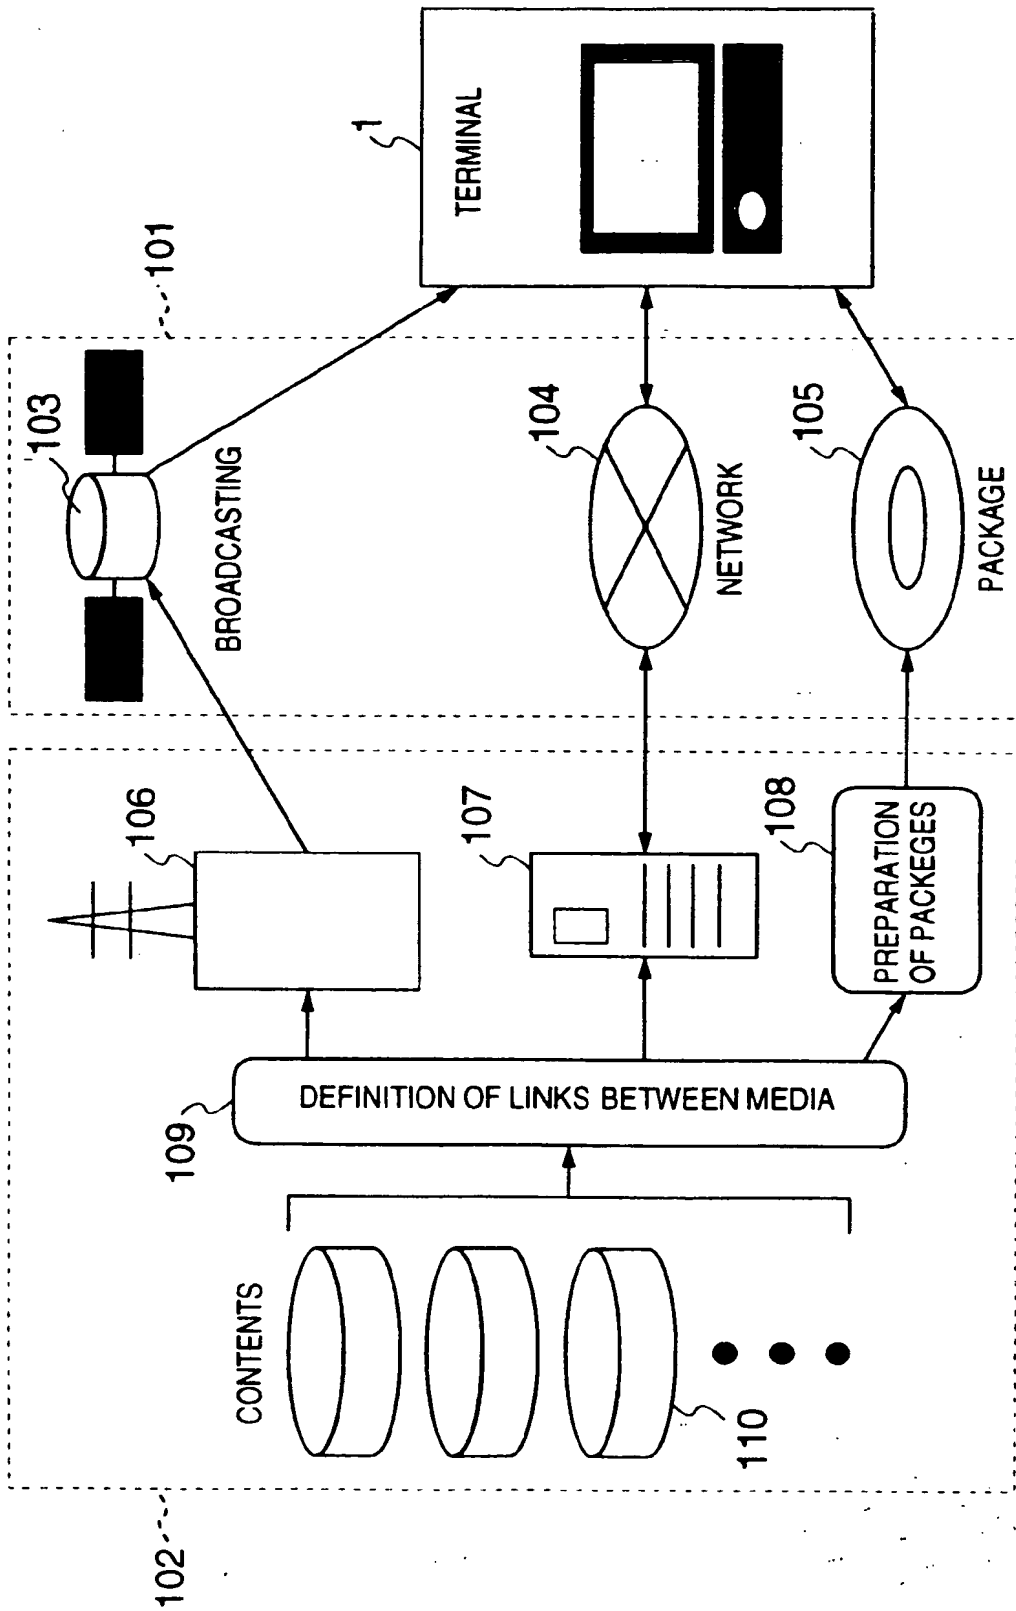 102
CONTENTS
110
109
DEFINITION OF LINKS BETWEEN MEDIA
106
107
108
PREPARATION
OF PACKEGES
103
BROADCASTING
104
NETWORK
105
PACKAGE
101
1
TERMINAL